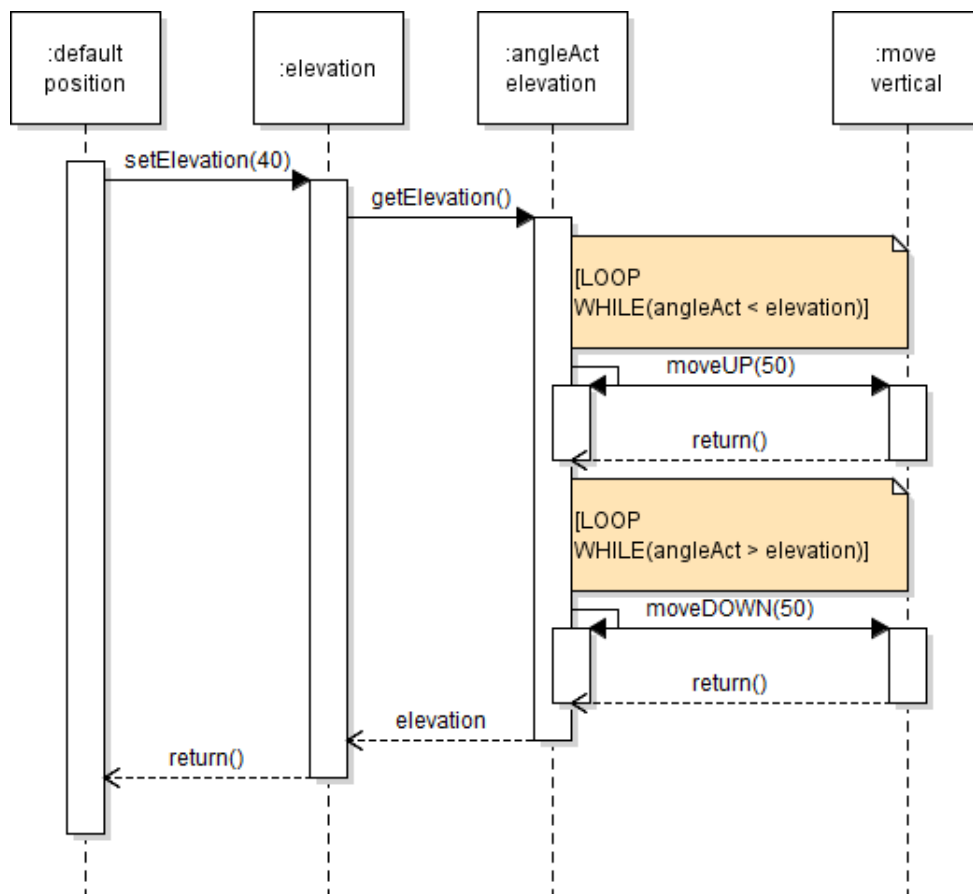 :default
position
:elevation
:angleAct
elevation
:move
vertical
setElevation(40)
getElevation()
[LOOP
WHILE(angleAct < elevation)]
moveUP(50)
return()
[LOOP
WHILE(angleAct > elevation)]
moveDOWN(50)
return()
elevation
return()